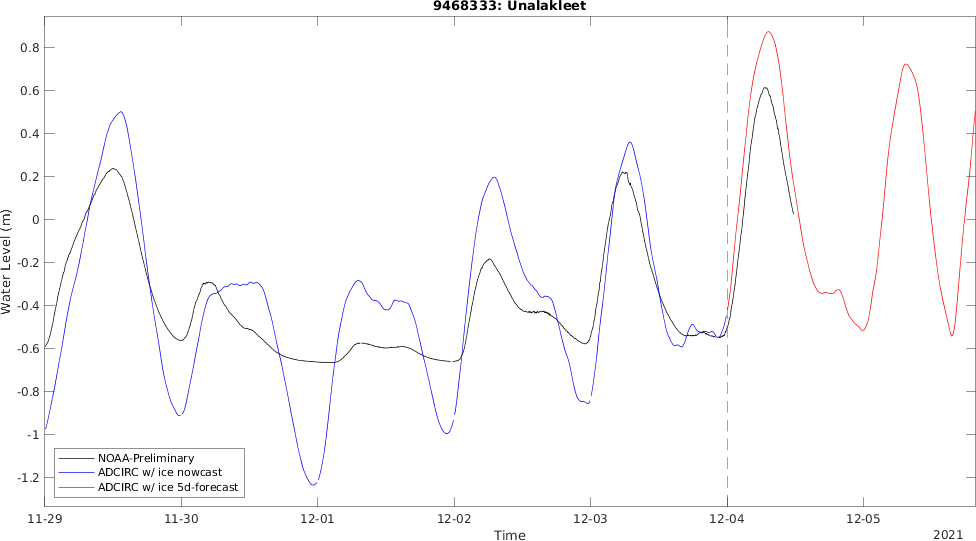 9468333: Unalakleet
0.8
0.6
0.4
0.2
0
-0.2
-0.4
-0.6
-0.8
-1
-1.2
Water Level (m)
NOAA-Preliminary
ADCIRC w/ ice nowcast
ADCIRC w/ ice 5d-forecast
11-29 11-30 12-01 12-02 12-03 12-04 12-05
Time
2021